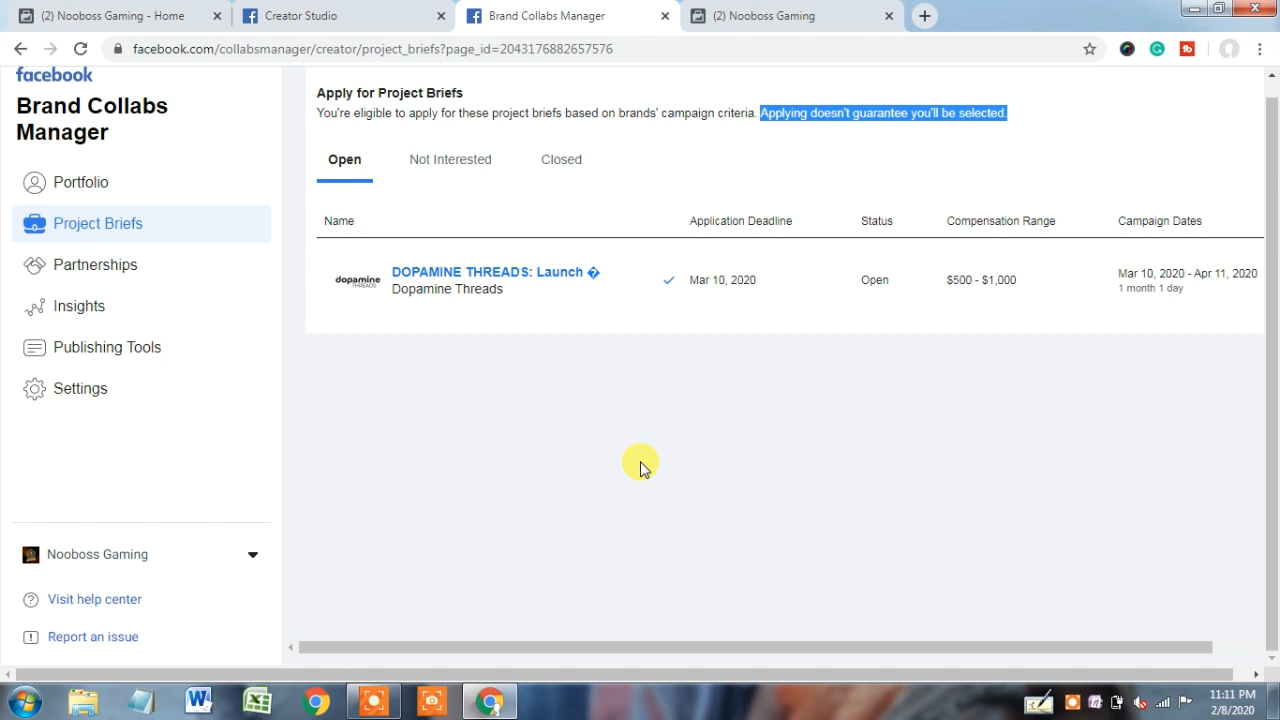 (2) Nooboss Gaming - Home
Creator Studio
Brand Collabs Manager
(2) Nooboss Gaming
facebook.com/collabsmanager/creator/project_briefs?page_id=2043176882657576
facebook
Brand Collabs
Manager
Portfolio
Project Briefs
Partnerships
Insights
Publishing Tools
Settings
Nooboss Gaming
Visit help center
Report an issue
Apply for Project Briefs
You're eligible to apply for these project briefs based on brands' campaign criteria. Applying doesn't guarantee you'll be selected.
Open Not Interested Closed
Name Application Deadline Status Compensation Range Campaign Dates
dopamine
THREADS
DOPAMINE THREADS: Launch �
Dopamine Threads
Mar 10, 2020 Open $500 - $1,000 Mar 10, 2020 - Apr 11, 2020
1 month 1 day
11:11 PM
2/8/2020